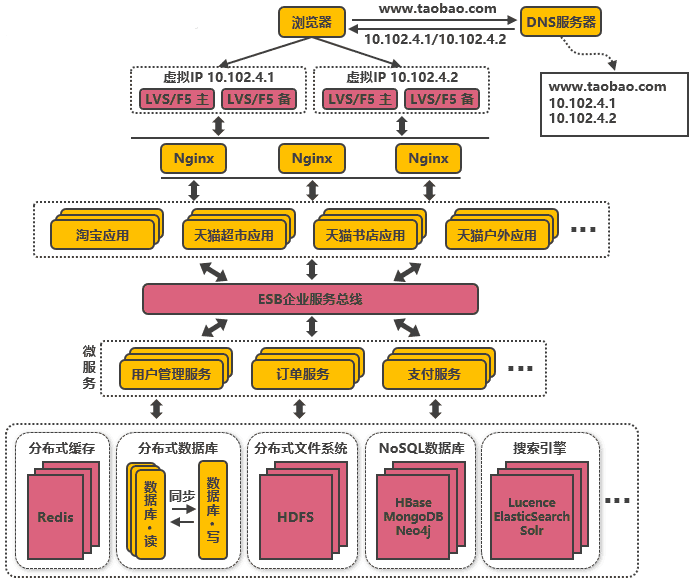 浏览器
www.taobao.com
DNS服务器
10.102.4.1/10.102.4.2
虚拟IP 10.102.4.1
LVS/F5 主
LVS/F5 备
虚拟IP 10.102.4.2
LVS/F5 主
LVS/F5 备
www.taobao.com
10.102.4.1
10.102.4.2
Nginx
Nginx
Nginx
淘宝应用
天猫超市应用
天猫书店应用
天猫户外应用
...
ESB企业服务总线
微服务
用户管理服务
订单服务
支付服务
...
分布式缓存
Redis
分布式数据库
数据库·读
同步
数据库·写
分布式文件系统
HDFS
NoSQL数据库
HBase
MongoDB
Neo4j
搜索引擎
Lucence
ElasticSearch
Solr
...